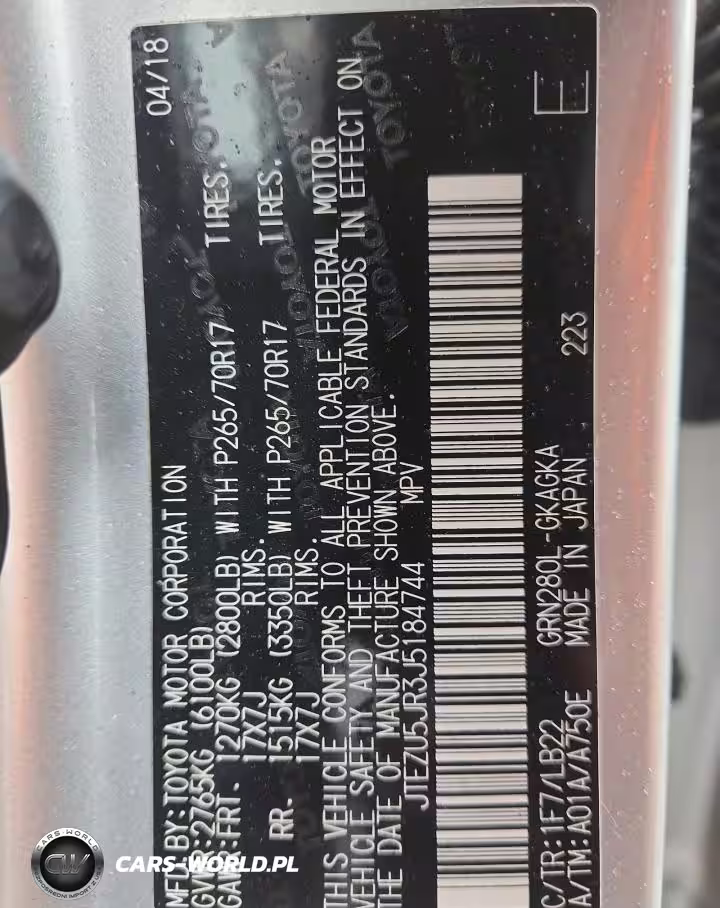 MFD. BY: TOYOTA MOTOR CORPORATION 04/18
GVWR: 2765KG (6100LB)
GAWR: FRT. 1270KG (2800LB) WITH P265/70R17 TIRES.
17X7J RIMS.
RR. 1515KG (3350LB) WITH P265/70R17 TIRES.
17X7J RIMS.
THIS VEHICLE CONFORMS TO ALL APPLICABLE FEDERAL MOTOR
VEHICLE SAFETY AND THEFT PREVENTION STANDARDS IN EFFECT ON
THE DATE OF MANUFACTURE SHOWN ABOVE.
JTEZU5JR3J5184744 MPV
C/TR: 1F7/LB22 GRN280L-GKAGKA E
A/TM: A01A/A750E MADE IN JAPAN 223
CARS-WORLD
CW
CARS-WORLD.PL